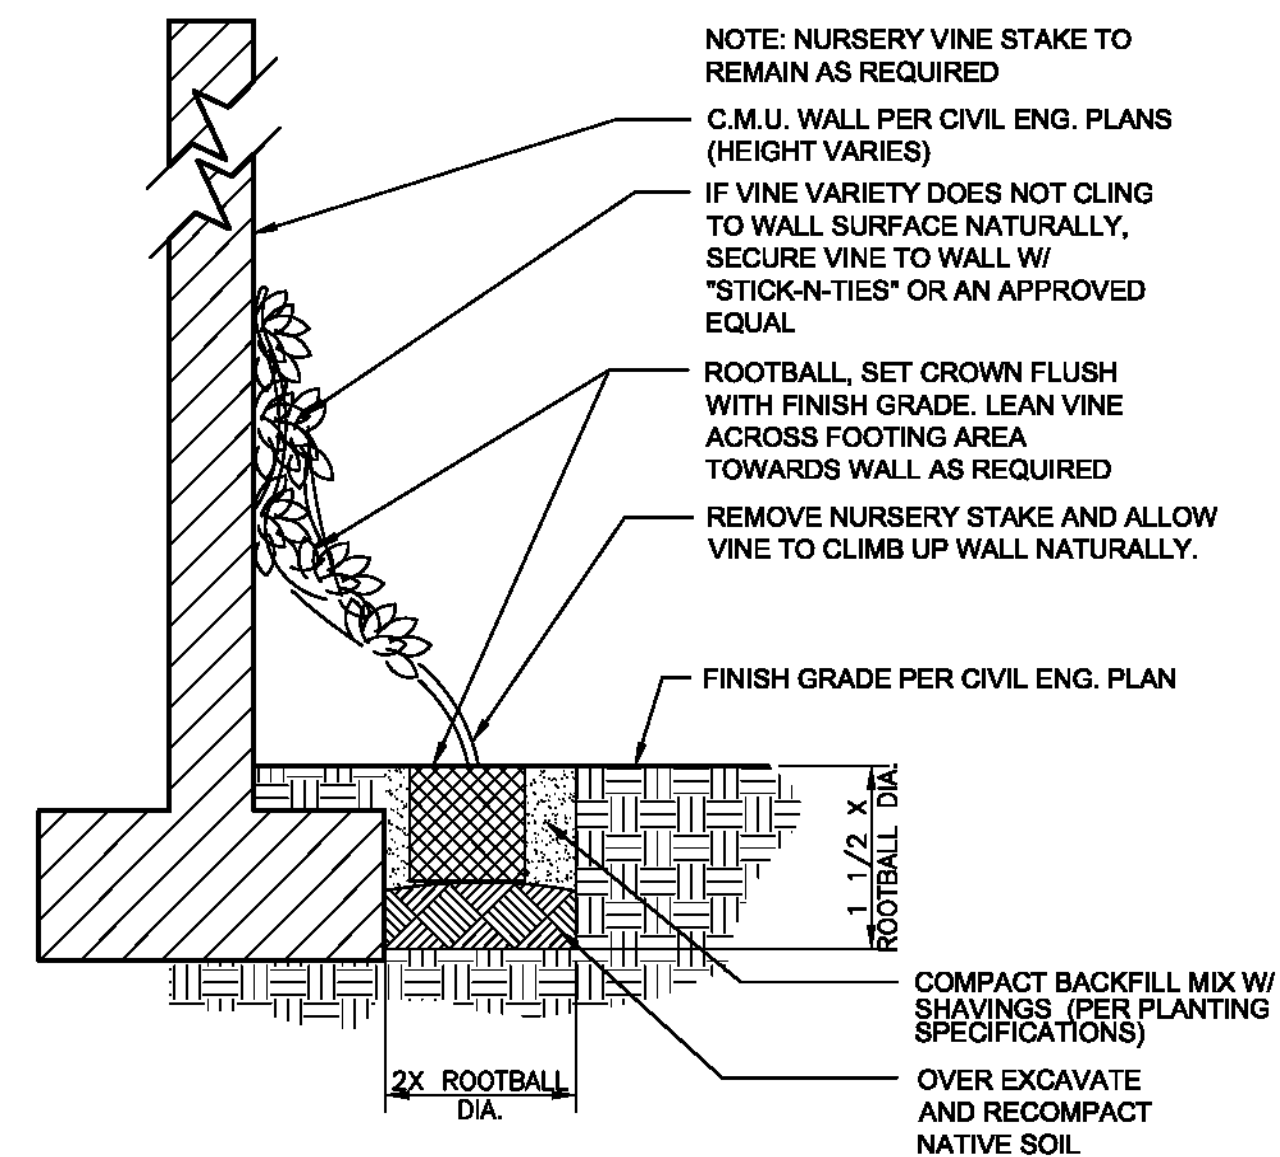 NOTE: NURSERY VINE STAKE TO
REMAIN AS REQUIRED
C.M.U. WALL PER CIVIL ENG. PLANS
(HEIGHT VARIES)
IF VINE VARIETY DOES NOT CLING
TO WALL SURFACE NATURALLY,
SECURE VINE TO WALL W/
"STICK-N-TIES" OR AN APPROVED
EQUAL
ROOTBALL, SET CROWN FLUSH
WITH FINISH GRADE. LEAN VINE
ACROSS FOOTING AREA
TOWARDS WALL AS REQUIRED
REMOVE NURSERY STAKE AND ALLOW
VINE TO CLIMB UP WALL NATURALLY.
FINISH GRADE PER CIVIL ENG. PLAN
1 1/2 X
ROOTBALL DIA.
COMPACT BACKFILL MIX W/
SHAVINGS (PER PLANTING
SPECIFICATIONS)
2X ROOTBALL
DIA.
OVER EXCAVATE
AND RECOMPACT
NATIVE SOIL